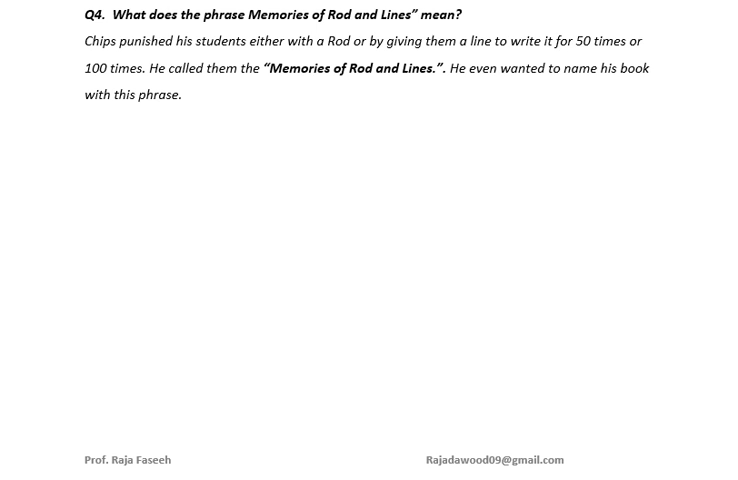 Q4.  What does the phrase Memories of Rod and Lines” mean?
Chips punished his students either with a Rod or by giving them a line to write it for 50 times or
100 times. He called them the “Memories of Rod and Lines.”. He even wanted to name his book
with this phrase.
Prof. Raja Faseeh Rajadawood09@gmail.com